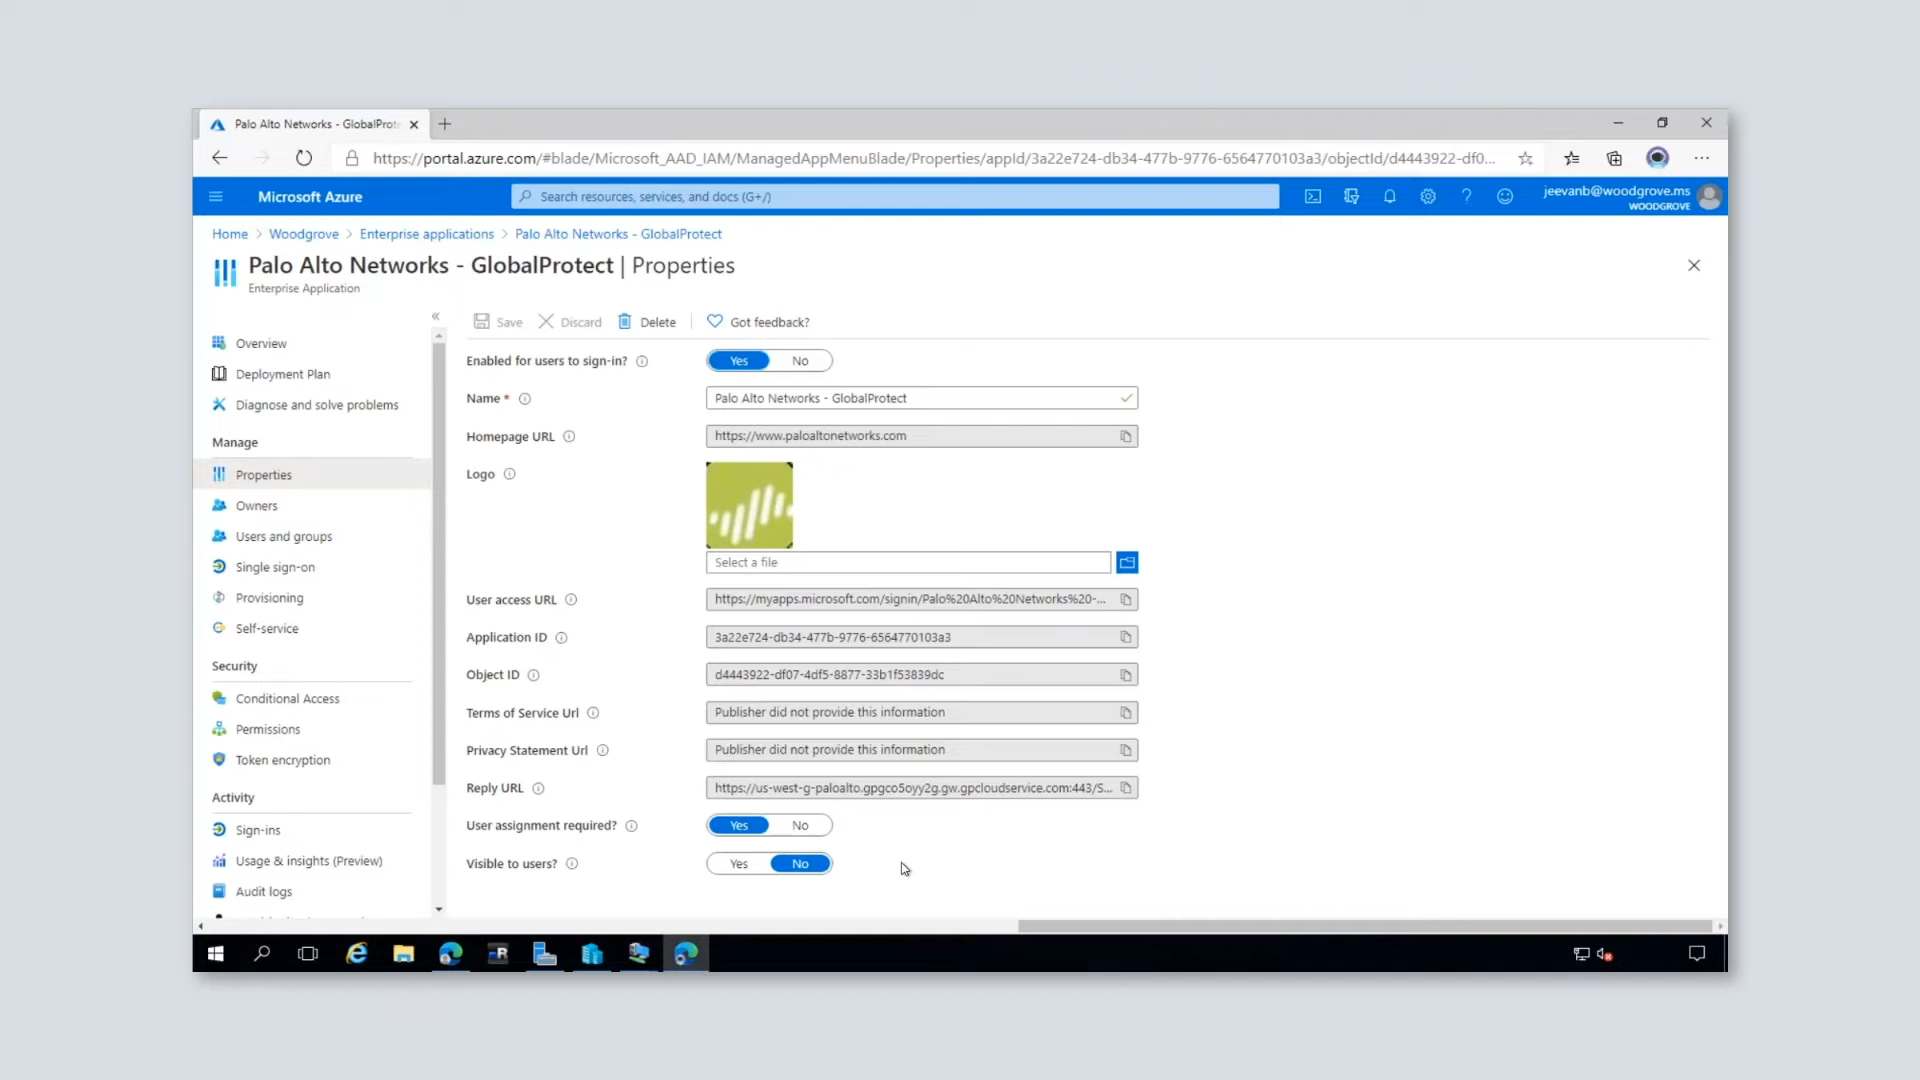 Palo Alto Networks - GlobalProte
https://portal.azure.com/#blade/Microsoft_AAD_IAM/ManagedAppMenuBlade/Properties/appId/3a22e724-db34-477b-9776-6564770103a3/objectId/d4443922-df0...
Microsoft Azure
Search resources, services, and docs (G+/)
jeevanb@woodgrove.ms
WOODGROVE
Home > Woodgrove > Enterprise applications > Palo Alto Networks - GlobalProtect
Palo Alto Networks - GlobalProtect | Properties
Enterprise Application
Overview
Deployment Plan
Diagnose and solve problems
Manage
Properties
Owners
Users and groups
Single sign-on
Provisioning
Self-service
Security
Conditional Access
Permissions
Token encryption
Activity
Sign-ins
Usage & insights (Preview)
Audit logs
Save Discard Delete Got feedback?
Enabled for users to sign-in? Yes No
Name * Palo Alto Networks - GlobalProtect
Homepage URL https://www.paloaltonetworks.com
Logo
Select a file
User access URL https://myapps.microsoft.com/signin/Palo%20Alto%20Networks%20-...
Application ID 3a22e724-db34-477b-9776-6564770103a3
Object ID d4443922-df07-4df5-8877-33b1f53839dc
Terms of Service Url Publisher did not provide this information
Privacy Statement Url Publisher did not provide this information
Reply URL https://us-west-g-paloalto.gpgco5oyy2g.gw.gpcloudservice.com:443/S...
User assignment required? Yes No
Visible to users? Yes No